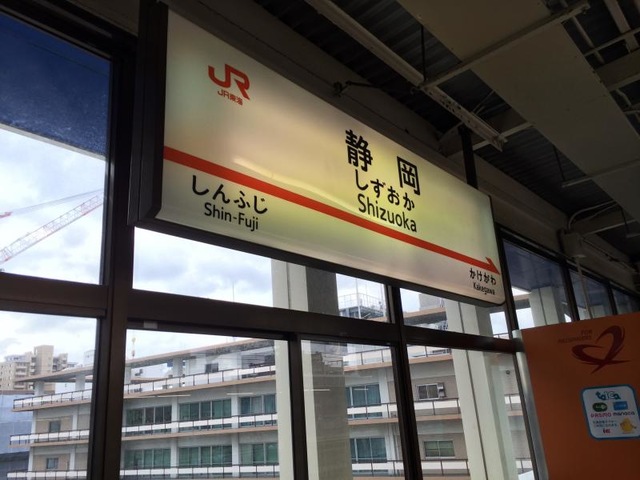 JR
JR東海
静岡
しずおか
Shizuoka
しんふじ
Shin-Fuji
かけがわ
Kakegawa